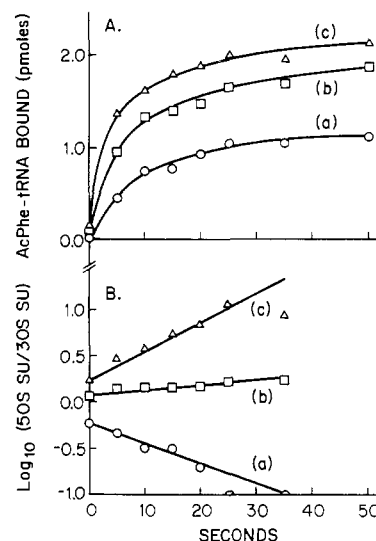 A.
AcPhe-tRNA BOUND (pmoles)
2.0
1.0
0.0
(c)
(b)
(a)
B.
Log10 (50S SU/30S SU)
1.0
0.5
0.0
-0.5
-1.0
(c)
(b)
(a)
0 10 20 30 40 50
SECONDS